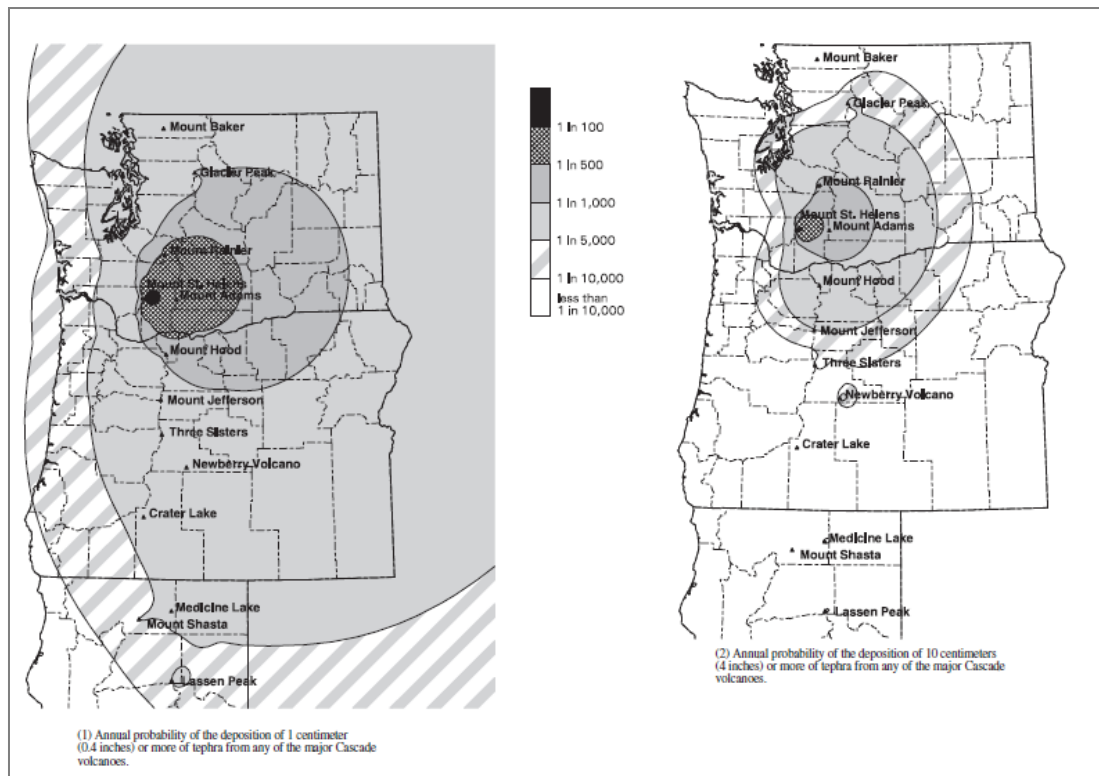 Mount Baker
Glacier Peak
Mount Rainier
Mount St. Helens
Mount Adams
Mount Hood
Mount Jefferson
Three Sisters
Newberry Volcano
Crater Lake
Medicine Lake
Mount Shasta
Lassen Peak
(1) Annual probability of the deposition of 1 centimeter
(0.4 inches) or more of tephra from any of the major Cascade
volcanoes.
1 In 100
1 In 500
1 In 1,000
1 In 5,000
1 In 10,000
less than
1 in 10,000
Mount Baker
Glacier Peak
Mount Rainier
Mount St. Helens
Mount Adams
Mount Hood
Mount Jefferson
Three Sisters
Newberry Volcano
Crater Lake
Medicine Lake
Mount Shasta
Lassen Peak
(2) Annual probability of the deposition of 10 centimeters
(4 inches) or more of tephra from any of the major Cascade
volcanoes.